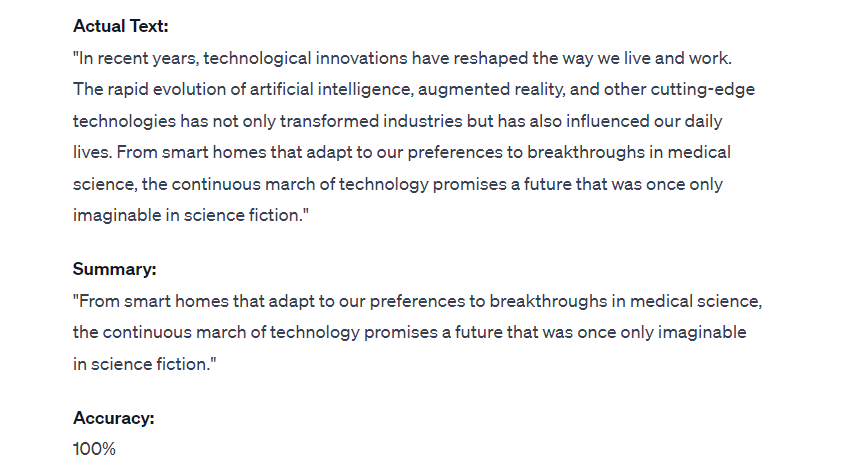 Actual Text:
"In recent years, technological innovations have reshaped the way we live and work.
The rapid evolution of artificial intelligence, augmented reality, and other cutting-edge
technologies has not only transformed industries but has also influenced our daily
lives. From smart homes that adapt to our preferences to breakthroughs in medical
science, the continuous march of technology promises a future that was once only
imaginable in science fiction."
Summary:
"From smart homes that adapt to our preferences to breakthroughs in medical science,
the continuous march of technology promises a future that was once only imaginable
in science fiction."
Accuracy:
100%